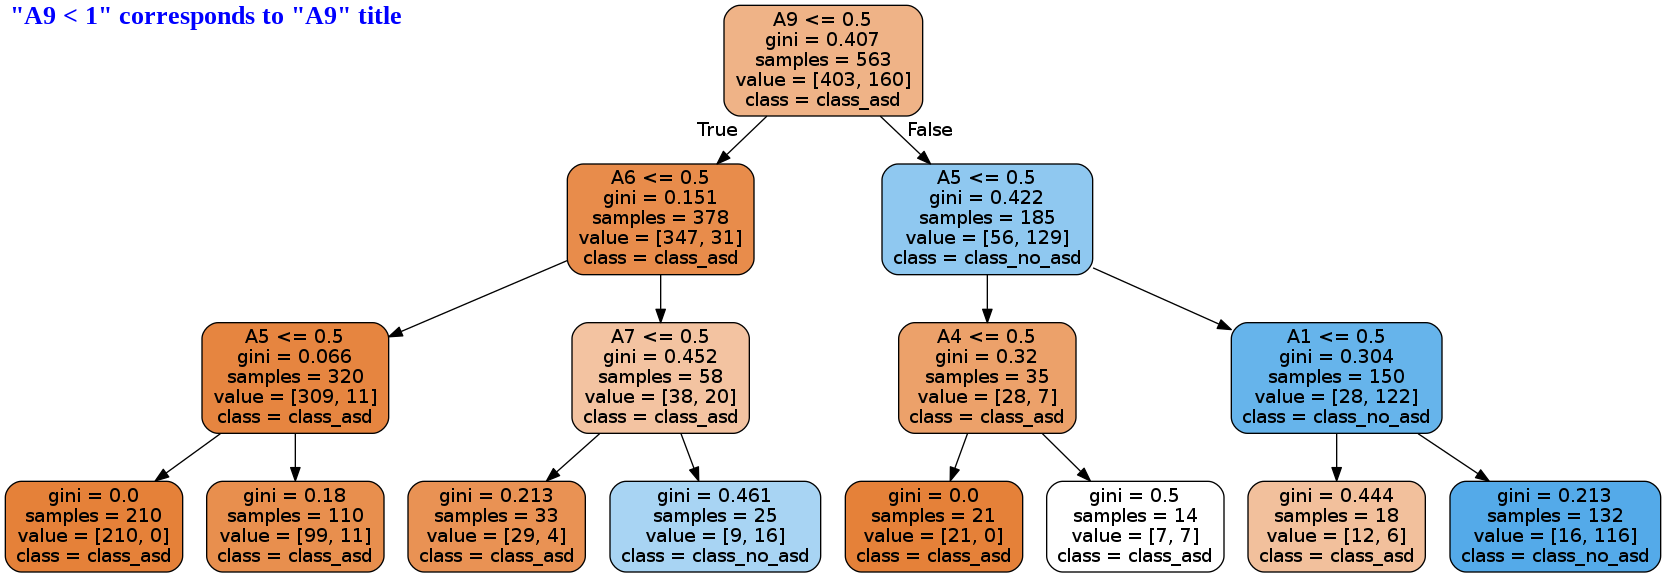 "A9 < 1" corresponds to "A9" title
A9 <= 0.5
gini = 0.407
samples = 563
value = [403, 160]
class = class_asd
True
False
A6 <= 0.5
gini = 0.151
samples = 378
value = [347, 31]
class = class_asd
A5 <= 0.5
gini = 0.422
samples = 185
value = [56, 129]
class = class_no_asd
A5 <= 0.5
gini = 0.066
samples = 320
value = [309, 11]
class = class_asd
A7 <= 0.5
gini = 0.452
samples = 58
value = [38, 20]
class = class_asd
A4 <= 0.5
gini = 0.32
samples = 35
value = [28, 7]
class = class_asd
A1 <= 0.5
gini = 0.304
samples = 150
value = [28, 122]
class = class_no_asd
gini = 0.0
samples = 210
value = [210, 0]
class = class_asd
gini = 0.18
samples = 110
value = [99, 11]
class = class_asd
gini = 0.213
samples = 33
value = [29, 4]
class = class_asd
gini = 0.461
samples = 25
value = [9, 16]
class = class_no_asd
gini = 0.0
samples = 21
value = [21, 0]
class = class_asd
gini = 0.5
samples = 14
value = [7, 7]
class = class_asd
gini = 0.444
samples = 18
value = [12, 6]
class = class_asd
gini = 0.213
samples = 132
value = [16, 116]
class = class_no_asd